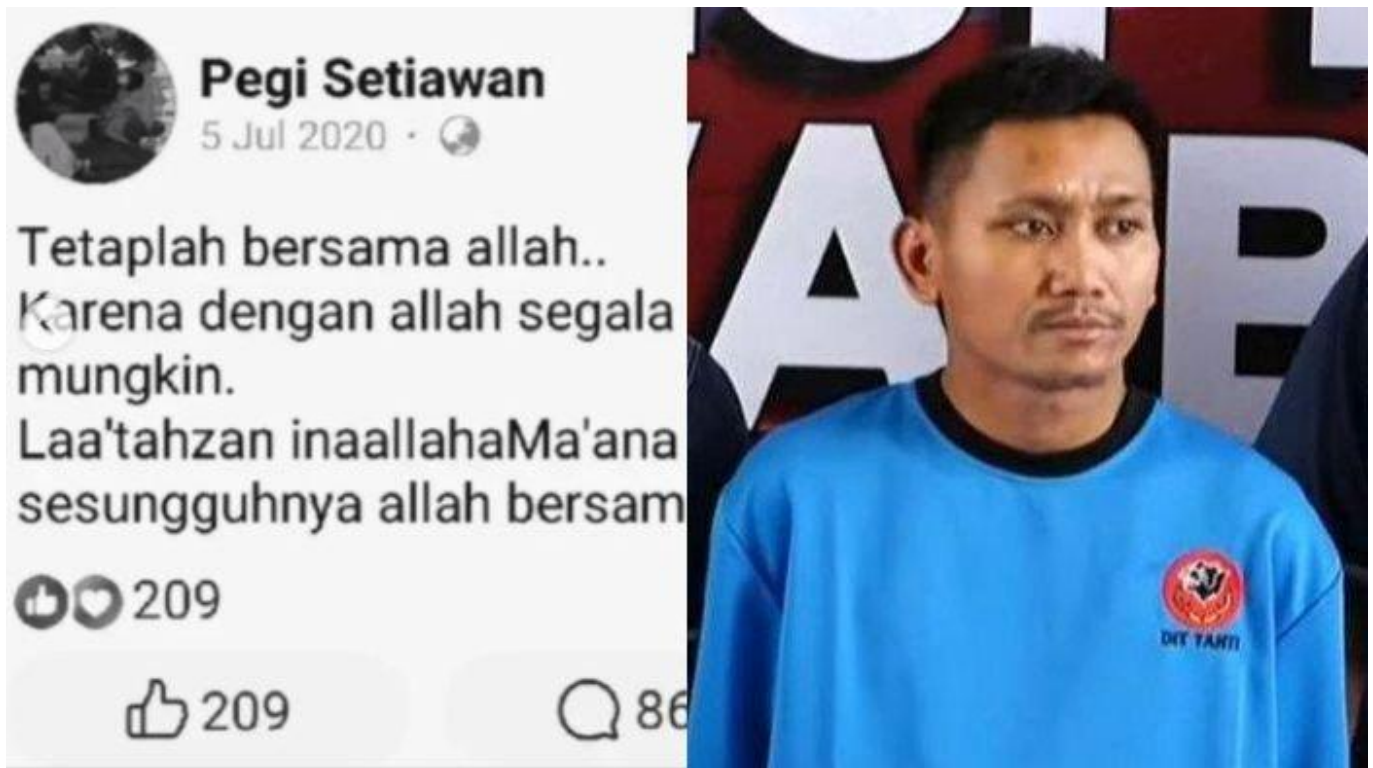 Pegi Setiawan
5 Jul 2020 ·
Tetaplah bersama allah..
Karena dengan allah segala
mungkin.
Laa'tahzan inaallahaMa'ana
sesungguhnya allah bersam
209
209
86
DIT TAHTI